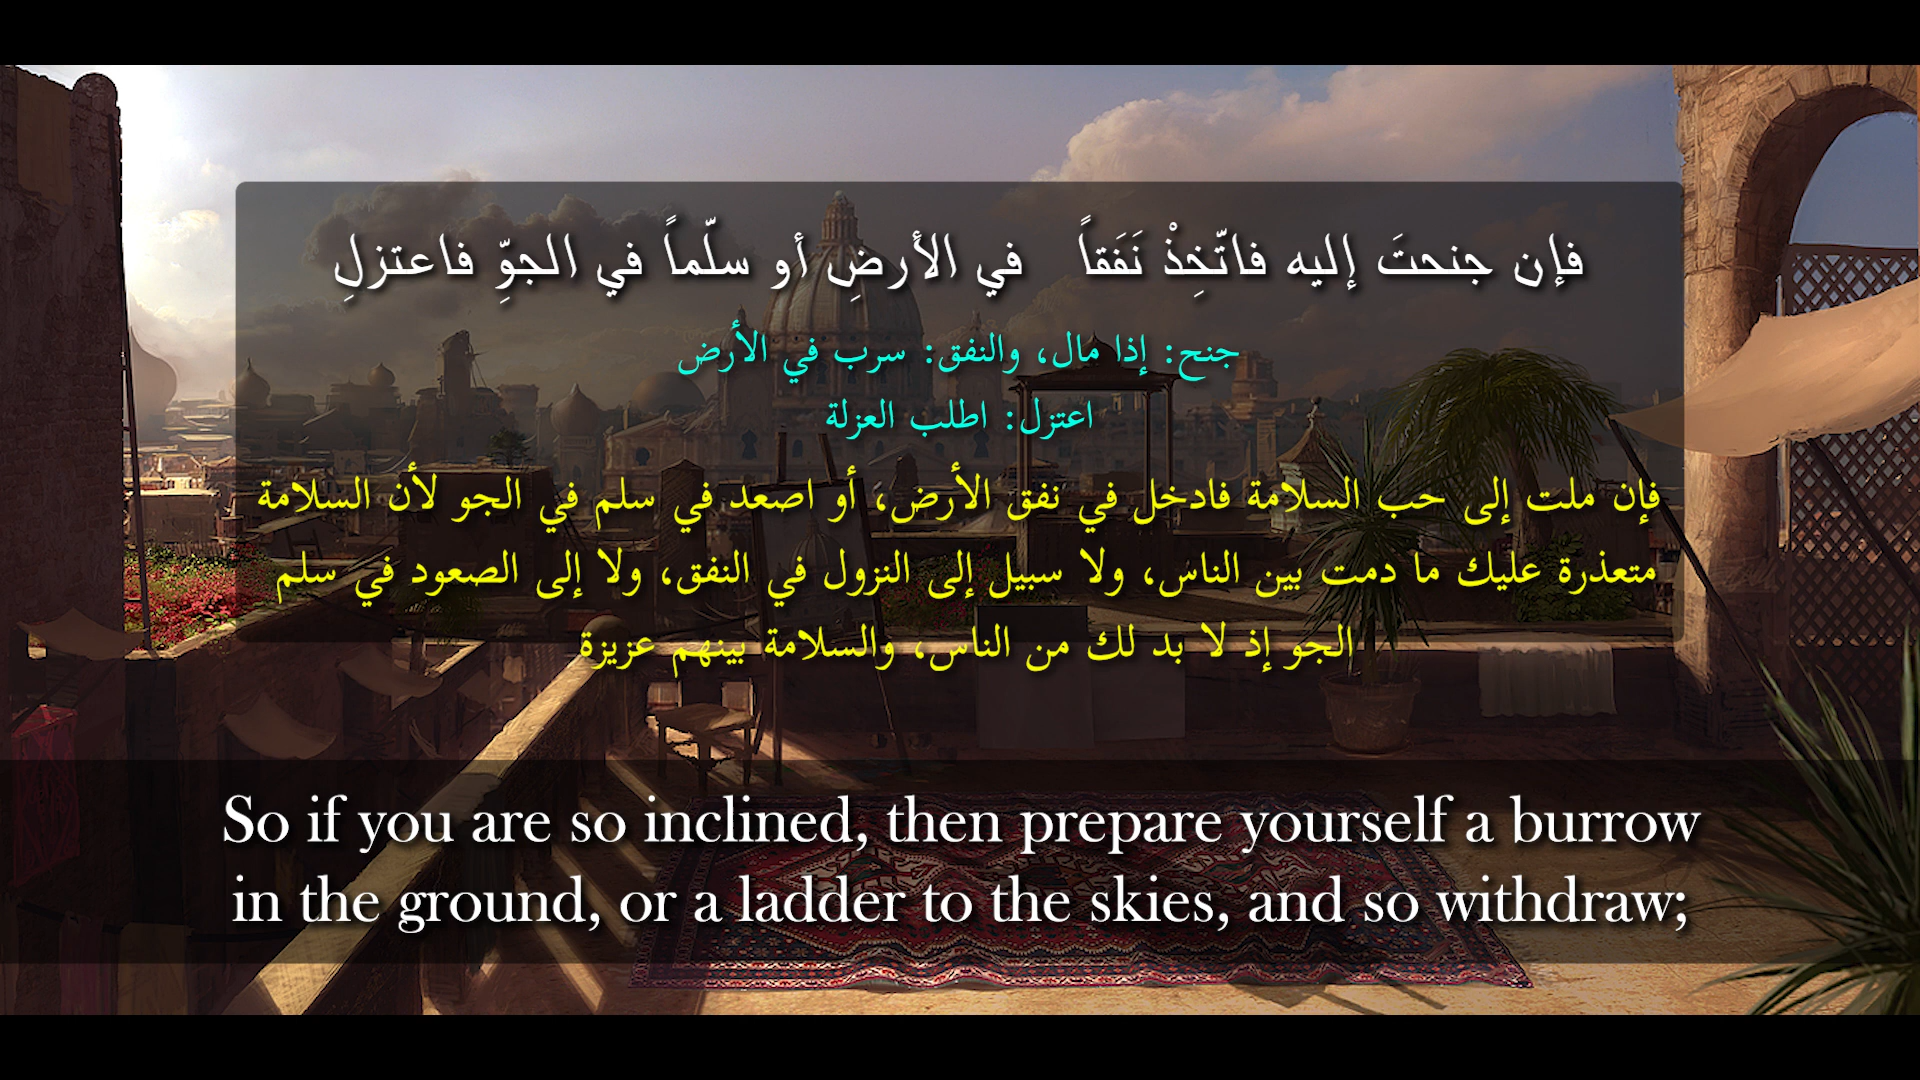 فإن جنحتَ إليه فاتّخِذْ نَفَقاً في الأرضِ أو سلّماً في الجوِّ فاعتزلِ
جنح: إذا مال، والنفق: سرب في الأرض
اعتزل: اطلب العزلة
فإن ملت إلى حب السلامة فادخل في نفق الأرض، أو اصعد في سلم في الجو لأن السلامة
متعذرة عليك ما دمت بين الناس، ولا سبيل إلى النزول في النفق، ولا إلى الصعود في سلم
الجو إذ لا بد لك من الناس، والسلامة بينهم عزيزة
So if you are so inclined, then prepare yourself a burrow
in the ground, or a ladder to the skies, and so withdraw;